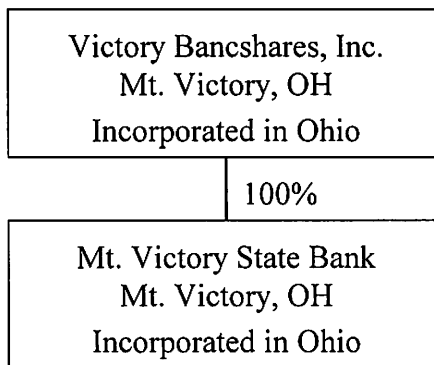 Victory Bancshares, Inc.
Mt. Victory, OH
Incorporated in Ohio
100%
Mt. Victory State Bank
Mt. Victory, OH
Incorporated in Ohio